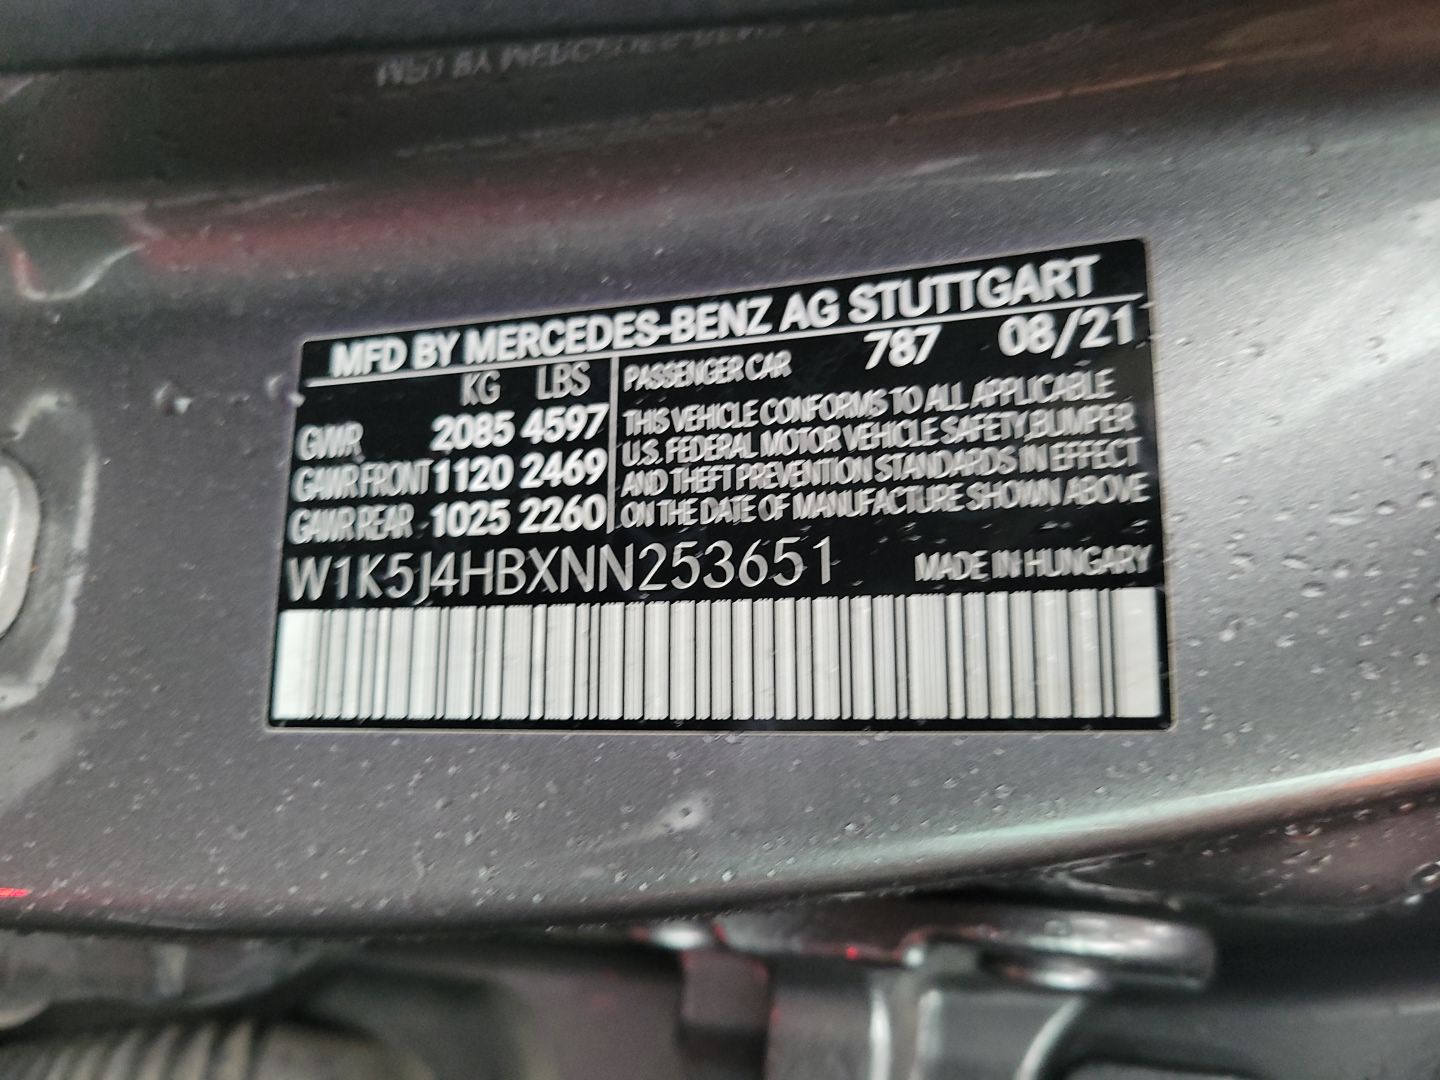 MFD BY MERCEDES-BENZ AG STUTTGART
KG LBS
GVWR 2085 4597
GAWR FRONT 1120 2469
GAWR REAR 1025 2260
PASSENGER CAR 787 08/21
THIS VEHICLE CONFORMS TO ALL APPLICABLE
U.S. FEDERAL MOTOR VEHICLE SAFETY,BUMPER
AND THEFT PREVENTION STANDARDS IN EFFECT
ON THE DATE OF MANUFACTURE SHOWN ABOVE
W1K5J4HBXNN253651 MADE IN HUNGARY